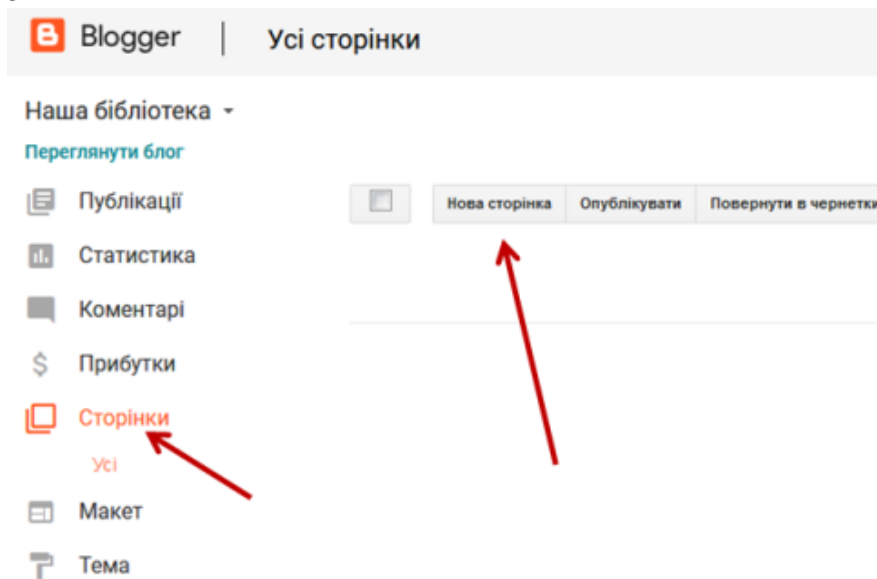 Blogger | Усі сторінки
Наша бібліотека
Переглянути блог
Публікації
Нова сторінка Опублікувати Повернути в чернетки
Статистика
Коментарі
$ Прибутки
Сторінки
Усі
Макет
Тема